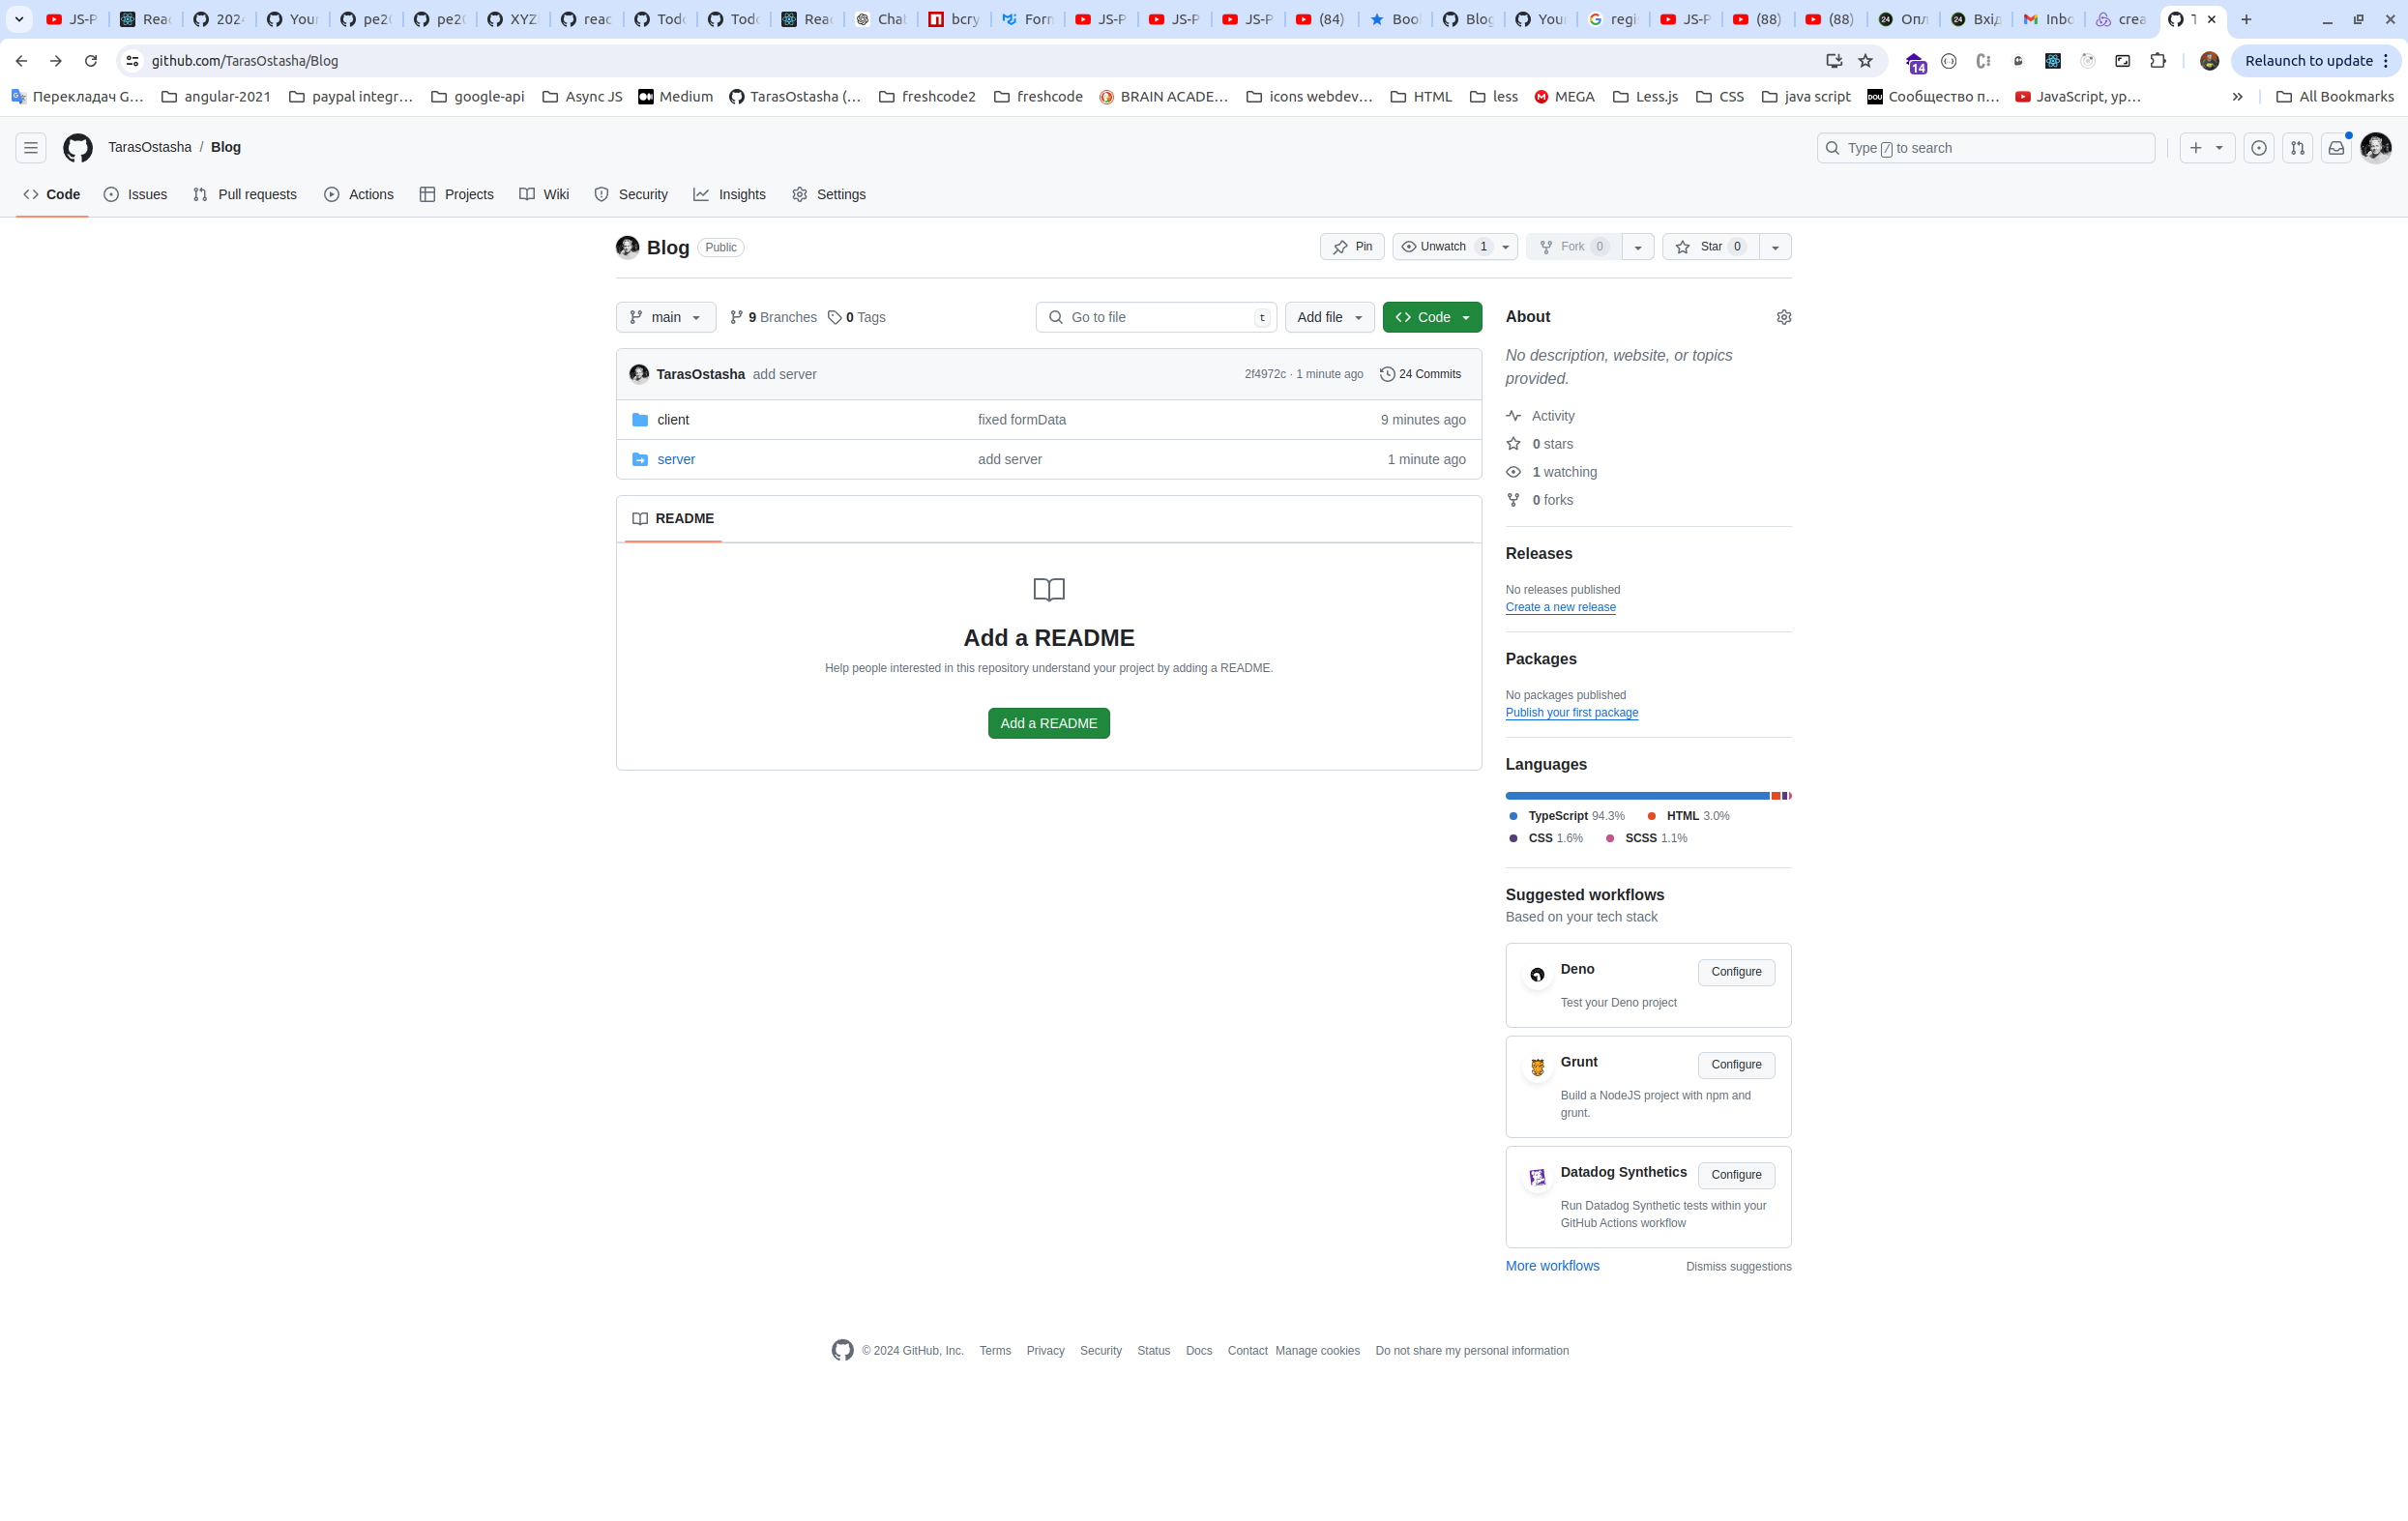 JS-P Reac 2024 Your pe20 pe20 XYZ reac Todo Todo Reac Chat bcry Form JS-P JS-P JS-P (84) Bool Blog Your regi JS-P (88) (88) Опл Вхід Inbo crea
github.com/TarasOstasha/Blog 14 Relaunch to update
Перекладач G… angular-2021 paypal integr… google-api Async JS Medium TarasOstasha (… freshcode2 freshcode BRAIN ACADE… icons webdev… HTML less MEGA Less.js CSS java script Сообщество п… JavaScript, ур… » All Bookmarks
TarasOstasha / Blog Type / to search
Code Issues Pull requests Actions Projects Wiki Security Insights Settings
Blog Public Pin Unwatch 1 Fork 0 Star 0
main 9 Branches 0 Tags Go to file t Add file Code
TarasOstasha add server 2f4972c · 1 minute ago 24 Commits
client fixed formData 9 minutes ago
server add server 1 minute ago
README
Add a README
Help people interested in this repository understand your project by adding a README.
Add a README
About
No description, website, or topics
provided.
Activity
0 stars
1 watching
0 forks
Releases
No releases published
Create a new release
Packages
No packages published
Publish your first package
Languages
TypeScript 94.3% HTML 3.0%
CSS 1.6% SCSS 1.1%
Suggested workflows
Based on your tech stack
Deno Configure
Test your Deno project
Grunt Configure
Build a NodeJS project with npm and
grunt.
Datadog Synthetics Configure
Run Datadog Synthetic tests within your
GitHub Actions workflow
More workflows Dismiss suggestions
© 2024 GitHub, Inc. Terms Privacy Security Status Docs Contact Manage cookies Do not share my personal information